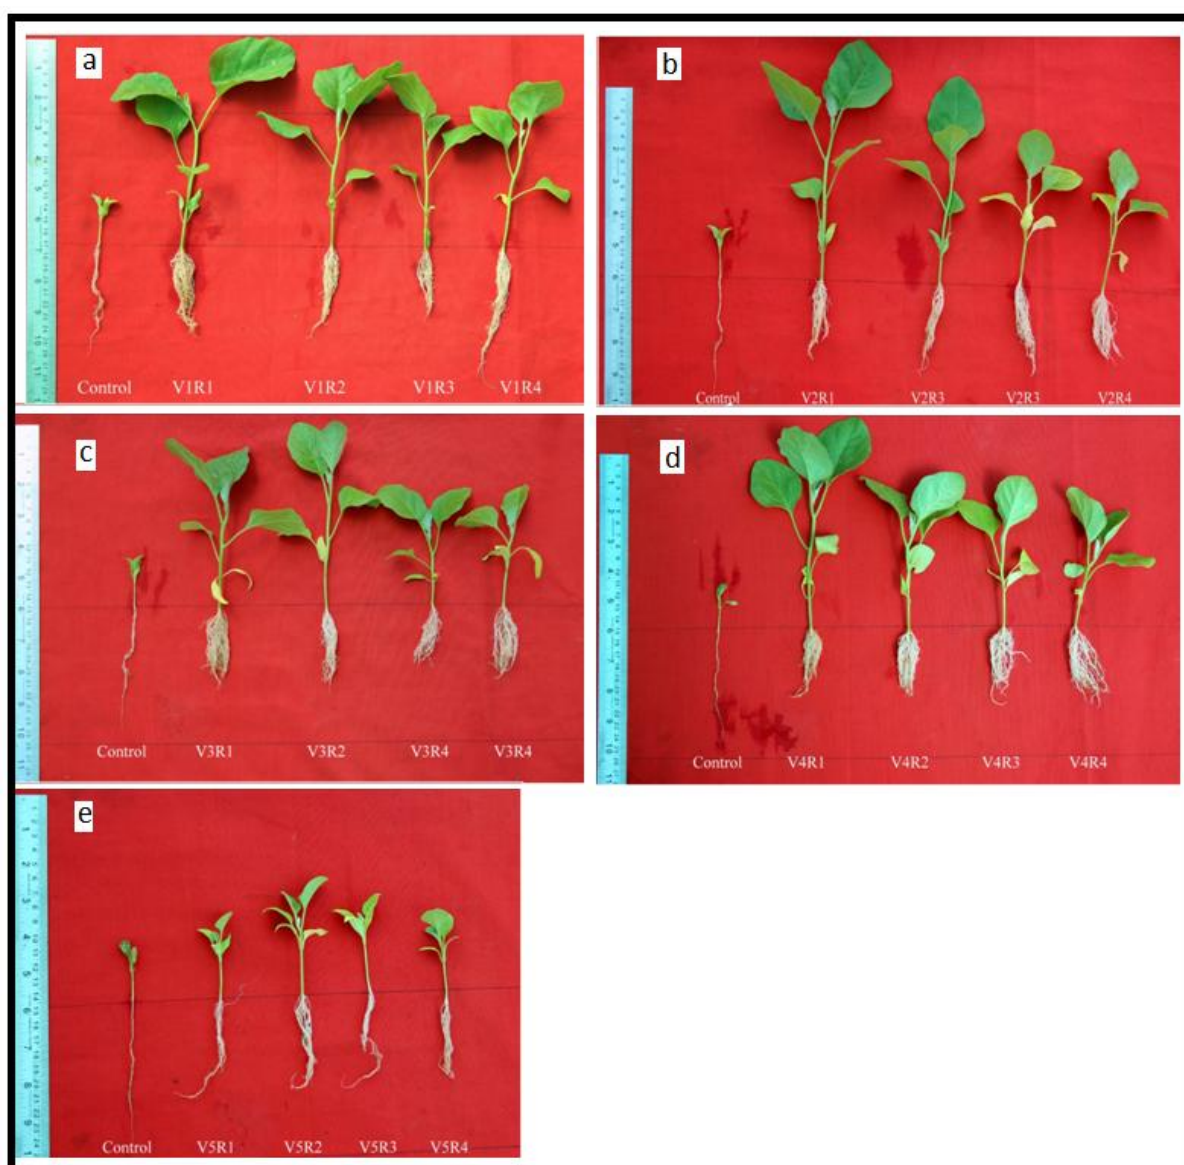 a
Control V1R1 V1R2 V1R3 V1R4
b
Control V2R1 V2R3 V2R3 V2R4
c
Control V3R1 V3R2 V3R4 V3R4
d
Control V4R1 V4R2 V4R3 V4R4
e
Control V5R1 V5R2 V5R3 V5R4